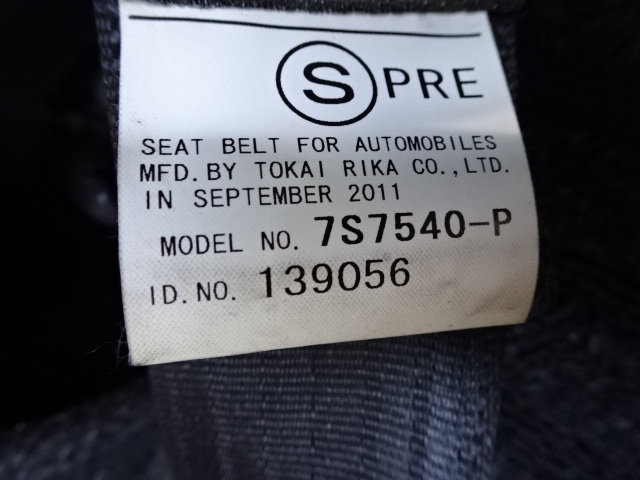 S PRE
SEAT BELT FOR AUTOMOBILES
MFD. BY TOKAI RIKA CO., LTD.
IN SEPTEMBER 2011
MODEL NO. 7S7540-P
ID. NO. 139056